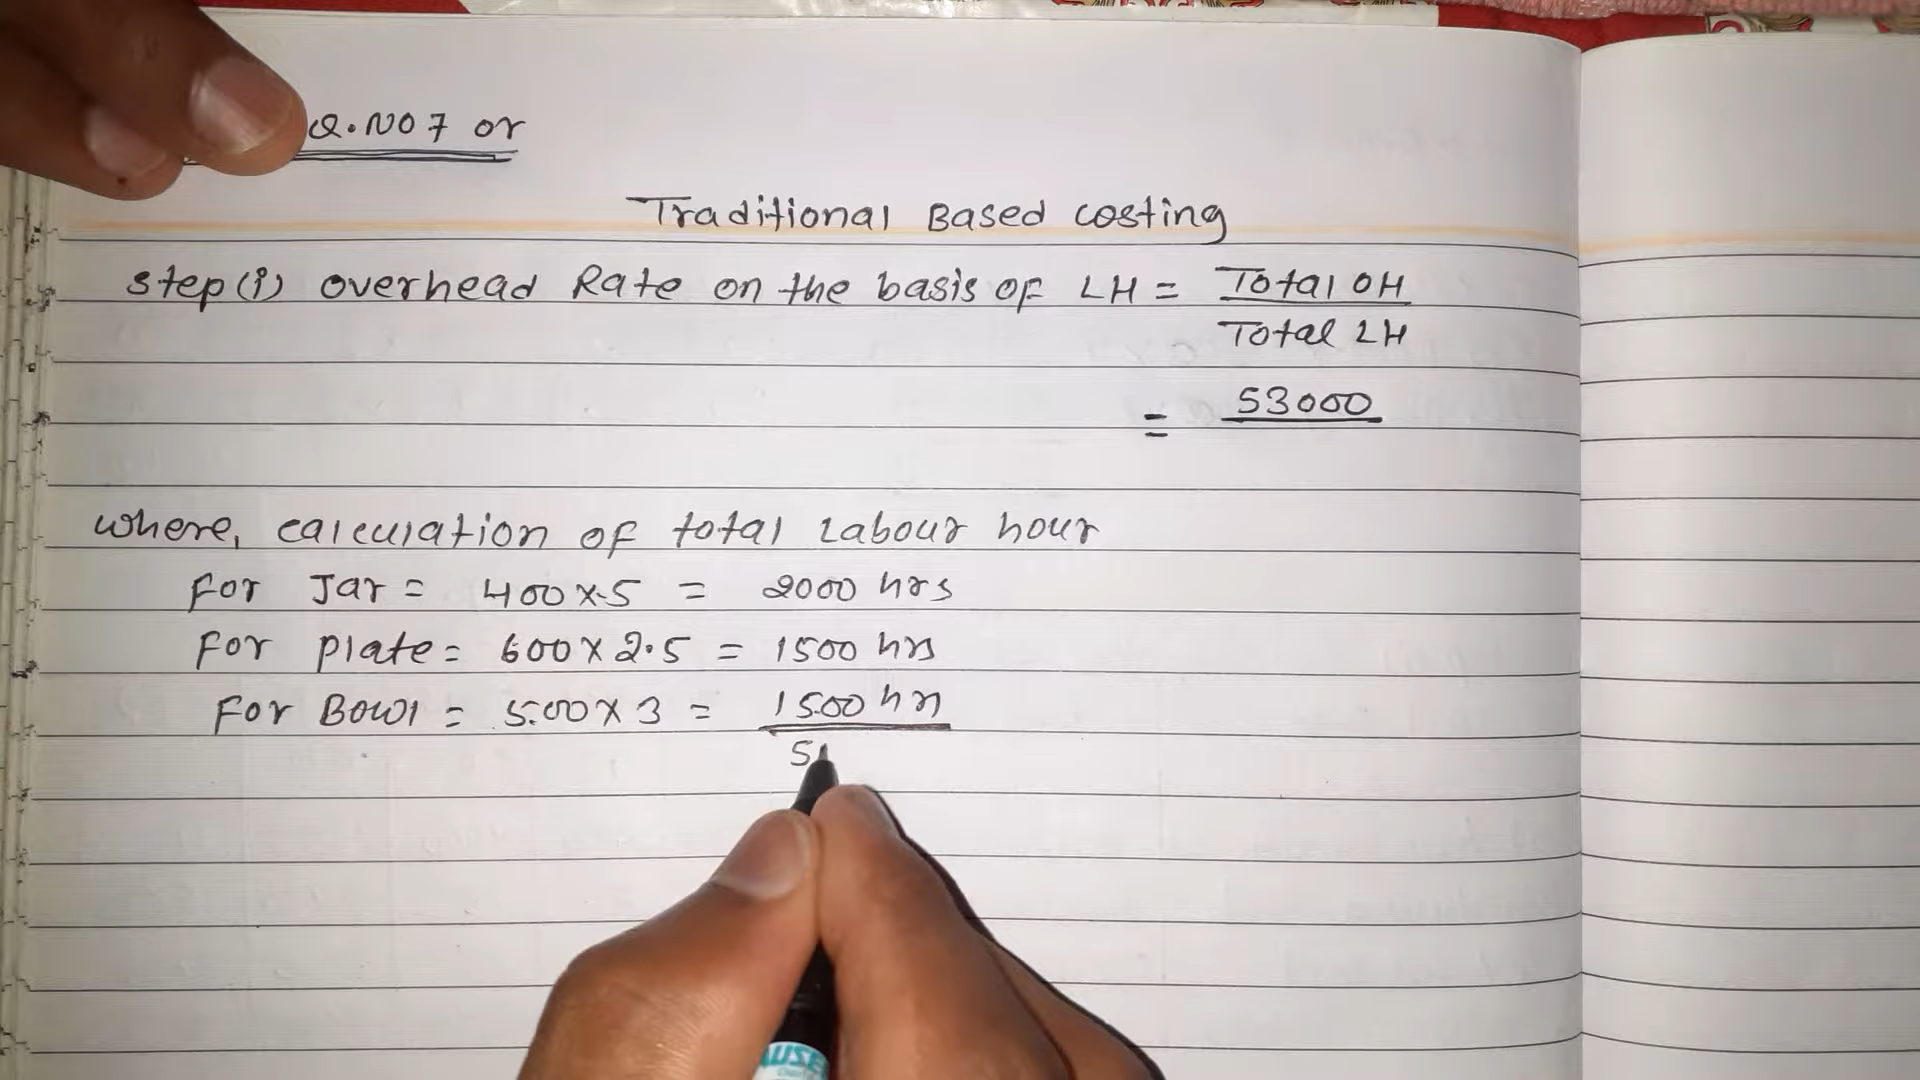 Q.NO 7 or
Traditional Based costing
step(i) overhead Rate on the basis of LH = Total OH
Total LH
= 53000
where, calculation of total Labour hour
For Jar = 400 x 5 = 2000 hrs
For plate = 600 x 2.5 = 1500 hrs
For Bowl = 500 x 3 = 1500 hrs
5